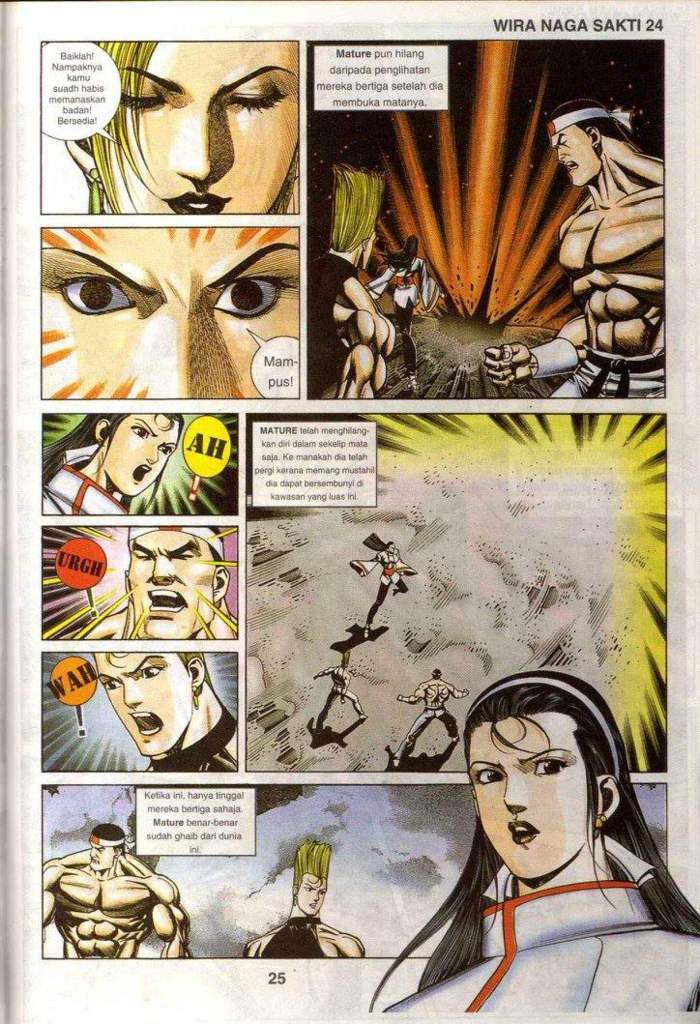 WIRA NAGA SAKTI 24
Baiklah!
Nampaknya
kamu
suadh habis
memanaskan
badan!
Bersedia!
Mature pun hilang
daripada penglihatan
mereka bertiga setelah dia
membuka matanya.
Mam-
pus!
AH
URGH
WAH
MATURE telah menghilang-
kan diri dalam sekelip mata
saja. Ke manakah dia telah
pergi kerana memang mustahil
dia dapat bersembunyi di
kawasan yang luas ini.
Ketika ini, hanya tinggal
mereka bertiga sahaja.
Mature benar-benar
sudah ghaib dari dunia
ini.
25